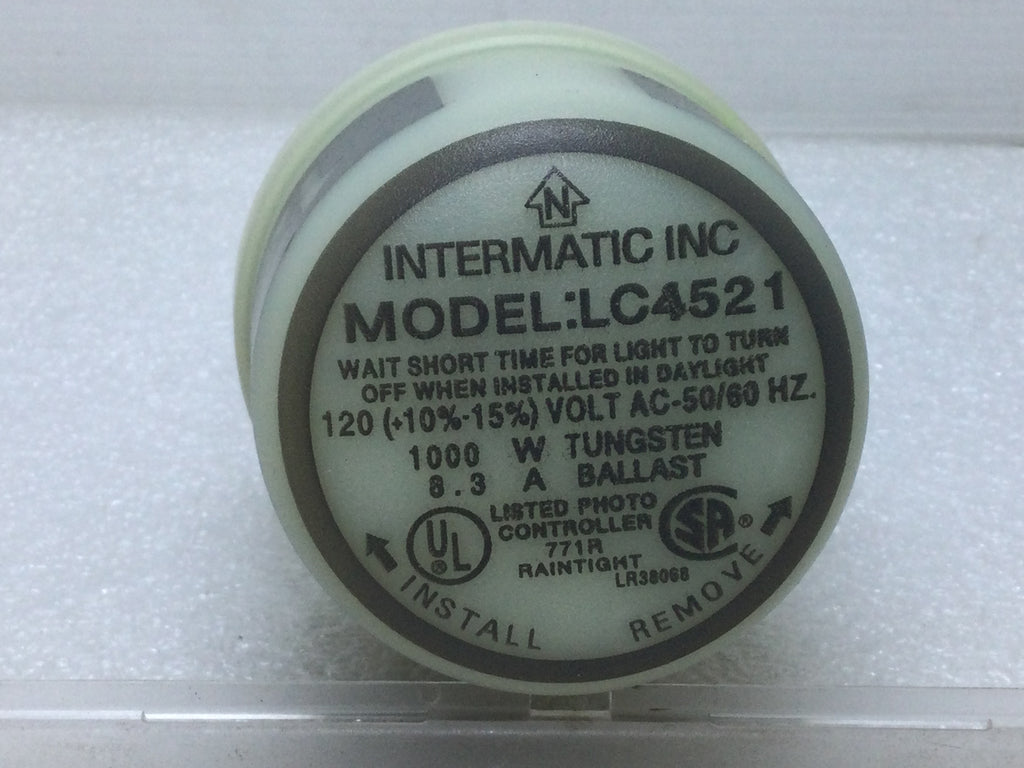 N
INTERMATIC INC
MODEL:LC4521
WAIT SHORT TIME FOR LIGHT TO TURN
OFF WHEN INSTALLED IN DAYLIGHT
120 (+10%-15%) VOLT AC-50/60 HZ.
1000 W TUNGSTEN
8.3 A BALLAST
UL ®
LISTED PHOTO
CONTROLLER
771R
RAINTIGHT
SA ®
LR38068
INSTALL
REMOVE